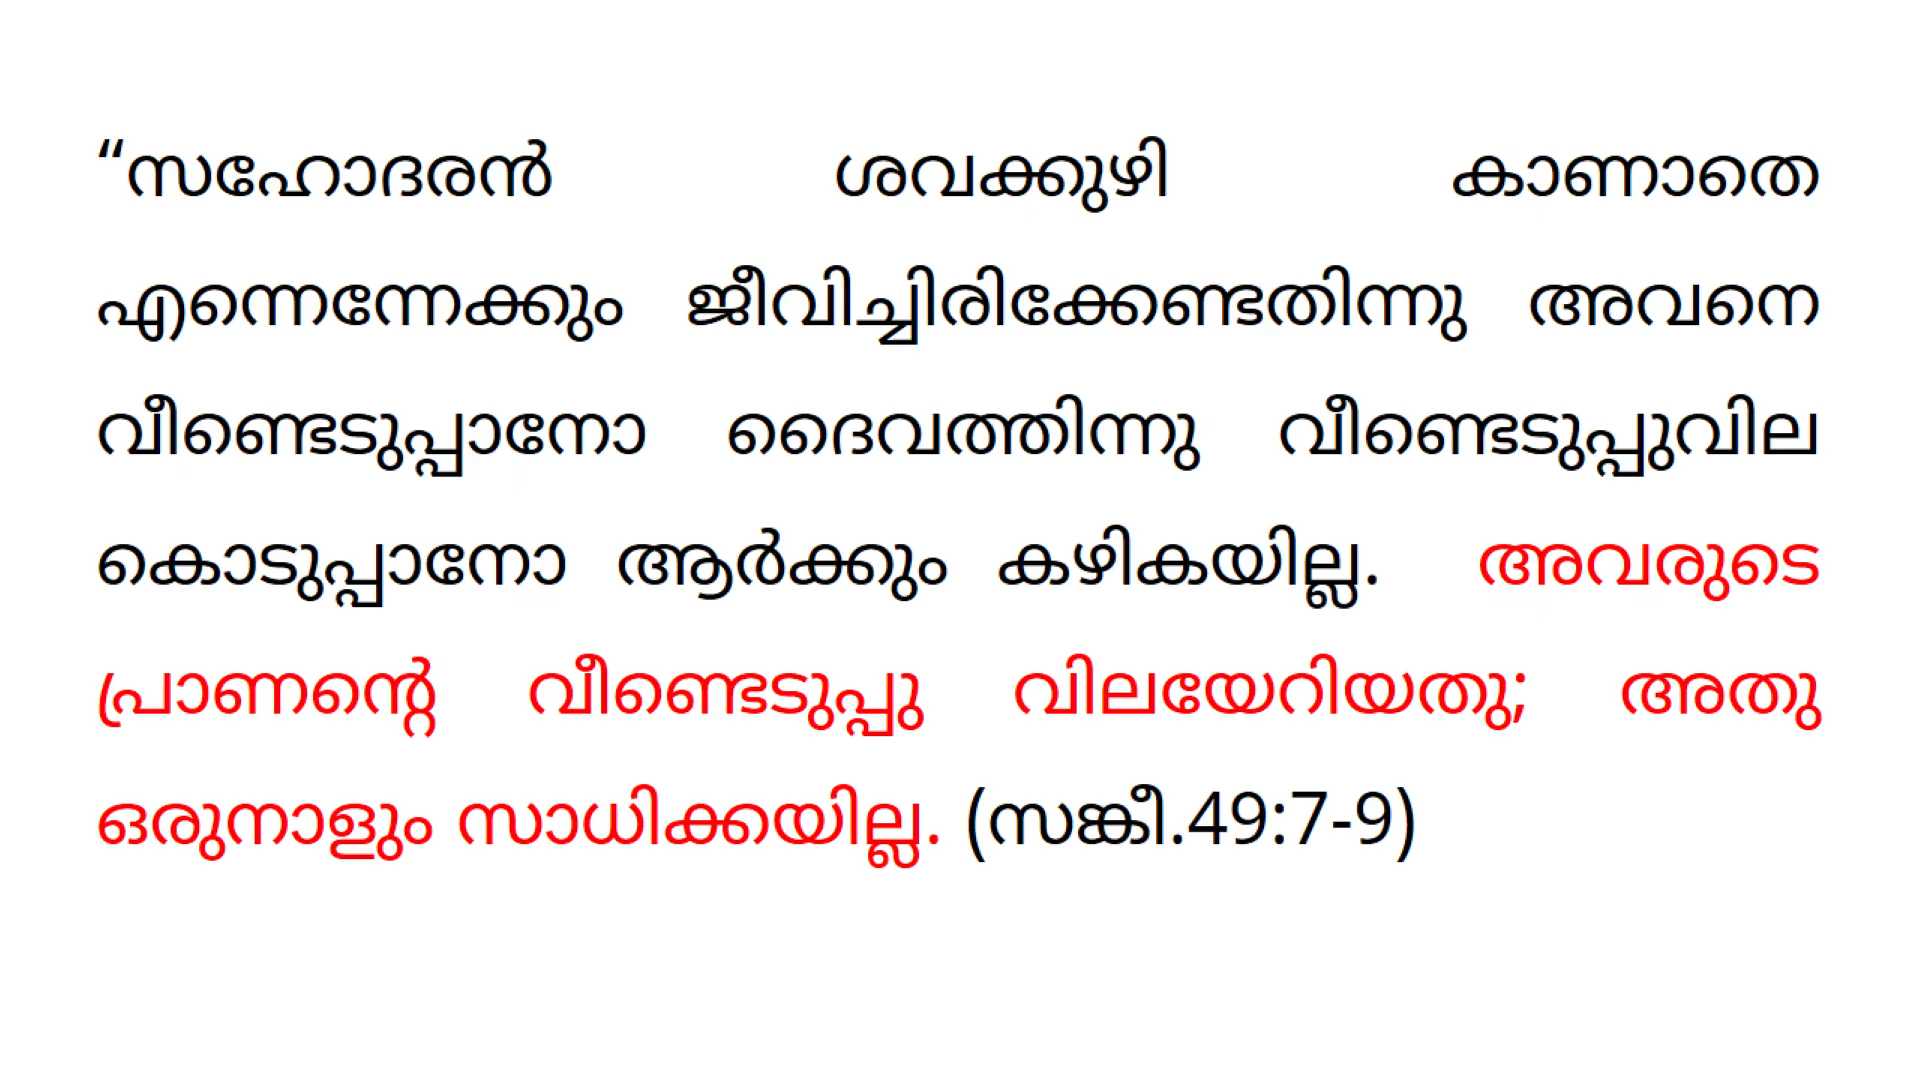 “സഹോദരൻ ശവക്കുഴി കാണാതെ
എന്നെന്നേക്കും ജീവിച്ചിരിക്കേണ്ടതിന്നു അവനെ
വീണ്ടെടുപ്പാനോ ദൈവത്തിന്നു വീണ്ടെടുപ്പുവില
കൊടുപ്പാനോ ആർക്കും കഴികയില്ല. അവരുടെ
പ്രാണന്റെ വീണ്ടെടുപ്പു വിലയേറിയതു; അതു
ഒരുനാളും സാധിക്കയില്ല. (സങ്കീ.49:7-9)